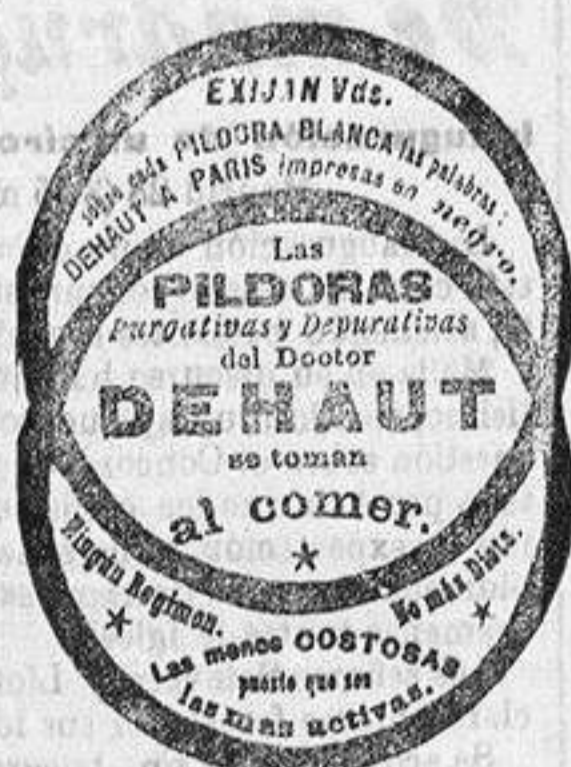 EXIJAN Vds.
sobre cada PILDORA BLANCA las palabras:
DEHAUT A PARIS impresas en negro.
Las
PILDORAS
Purgativas y Depurativas
del Doctor
DEHAUT
se toman
al comer.
Ningún Regimen.
No más Dieta.
Las menos COSTOSAS
puesto que son
las mas activas.